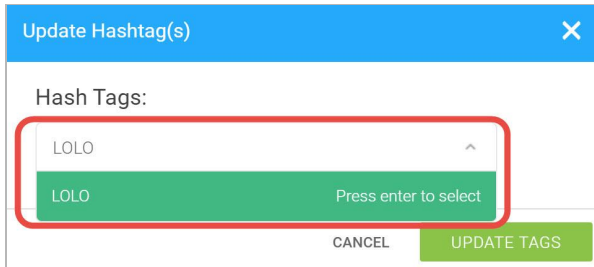 Update Hashtag(s)
Hash Tags:
LOLO
LOLO Press enter to select
CANCEL UPDATE TAGS